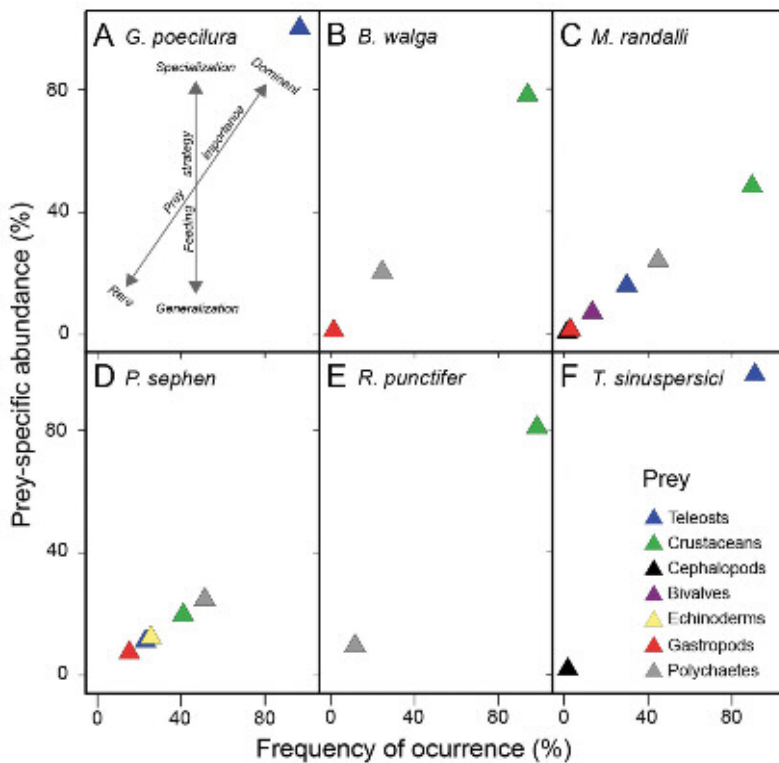 A G. poecilura
B B. walga
C M. randalli
Specialization
Dominent
strategy
importance
Prey
Feeding
Rera
Generalization
80
40
0
D P. sephen
E R. punctifer
F T. sinuspersici
80
40
0
Prey
Teleosts
Crustaceans
Cephalopods
Bivalves
Echinoderms
Gastropods
Polychaetes
0 40 80
0 40 80
0 40 80
Prey-specific abundance (%)
Frequency of ocurrence (%)